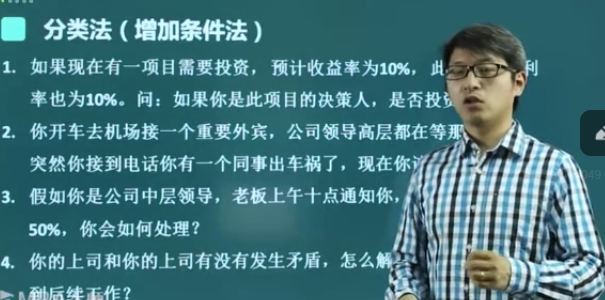 分类法（增加条件法）
1. 如果现在有一项目需要投资，预计收益率为10%，此
利
率也为10%。问：如果你是此项目的决策人，是否投资
2. 你开车去机场接一个重要外宾，公司领导高层都在等那
突然你接到电话你有一个同事出车祸了，现在你
3. 假如你是公司中层领导，老板上午十点通知你，
50%，你会如何处理？
4. 你的上司和你的上司有没有发生矛盾，怎么解
到后续工作？